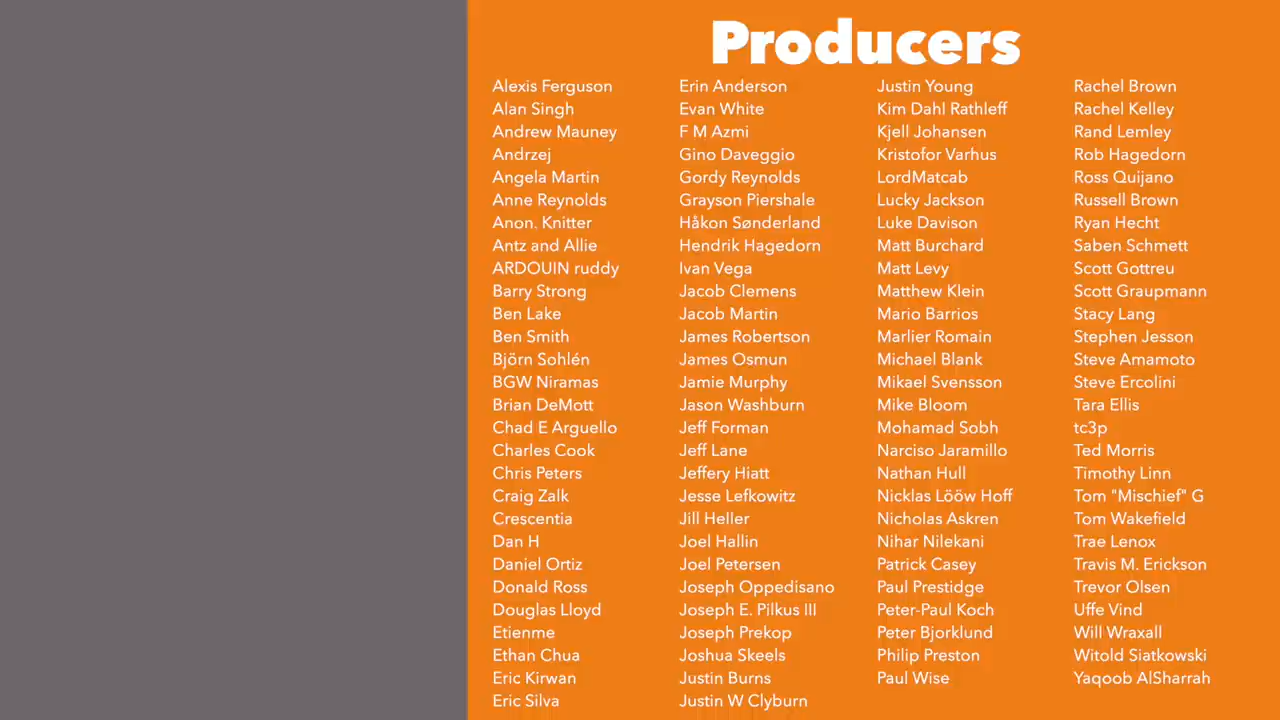 Producers
Alexis Ferguson
Alan Singh
Andrew Mauney
Andrzej
Angela Martin
Anne Reynolds
Anon. Knitter
Antz and Allie
ARDOUIN ruddy
Barry Strong
Ben Lake
Ben Smith
Björn Sohlén
BGW Niramas
Brian DeMott
Chad E Arguello
Charles Cook
Chris Peters
Craig Zalk
Crescentia
Dan H
Daniel Ortiz
Donald Ross
Douglas Lloyd
Etienme
Ethan Chua
Eric Kirwan
Eric Silva
Erin Anderson
Evan White
F M Azmi
Gino Daveggio
Gordy Reynolds
Grayson Piershale
Håkon Sønderland
Hendrik Hagedorn
Ivan Vega
Jacob Clemens
Jacob Martin
James Robertson
James Osmun
Jamie Murphy
Jason Washburn
Jeff Forman
Jeff Lane
Jeffery Hiatt
Jesse Lefkowitz
Jill Heller
Joel Hallin
Joel Petersen
Joseph Oppedisano
Joseph E. Pilkus III
Joseph Prekop
Joshua Skeels
Justin Burns
Justin W Clyburn
Justin Young
Kim Dahl Rathleff
Kjell Johansen
Kristofor Varhus
LordMatcab
Lucky Jackson
Luke Davison
Matt Burchard
Matt Levy
Matthew Klein
Mario Barrios
Marlier Romain
Michael Blank
Mikael Svensson
Mike Bloom
Mohamad Sobh
Narciso Jaramillo
Nathan Hull
Nicklas Lööw Hoff
Nicholas Askren
Nihar Nilekani
Patrick Casey
Paul Prestidge
Peter-Paul Koch
Peter Bjorklund
Philip Preston
Paul Wise
Rachel Brown
Rachel Kelley
Rand Lemley
Rob Hagedorn
Ross Quijano
Russell Brown
Ryan Hecht
Saben Schmett
Scott Gottreu
Scott Graupmann
Stacy Lang
Stephen Jesson
Steve Amamoto
Steve Ercolini
Tara Ellis
tc3p
Ted Morris
Timothy Linn
Tom "Mischief" G
Tom Wakefield
Trae Lenox
Travis M. Erickson
Trevor Olsen
Uffe Vind
Will Wraxall
Witold Siatkowski
Yaqoob AlSharrah